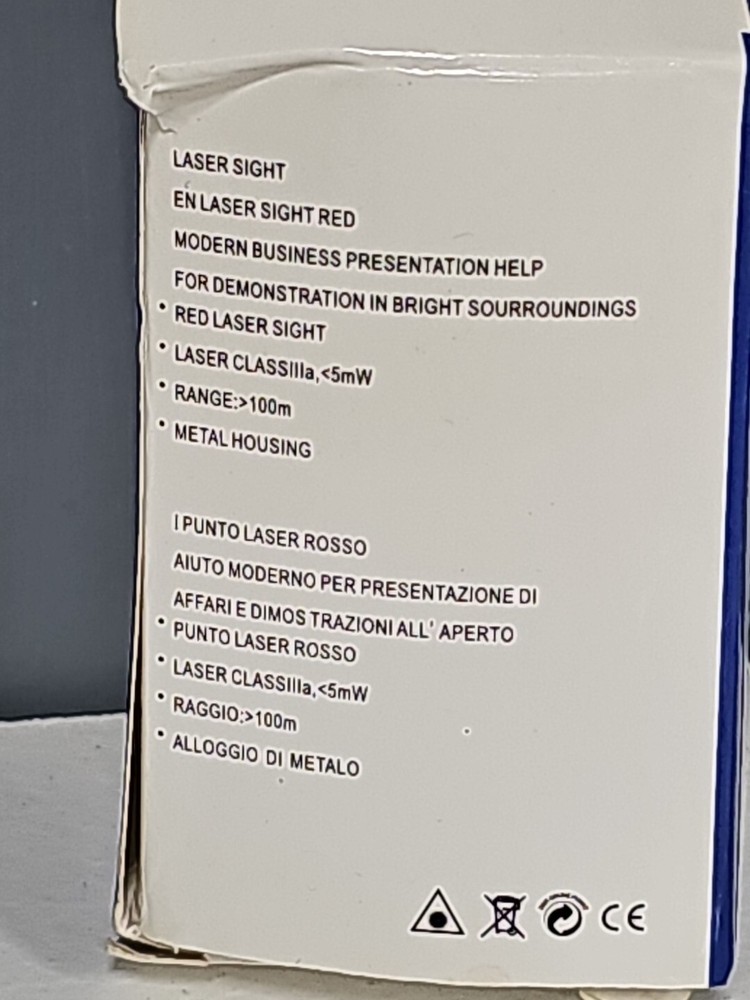 LASER SIGHT
EN LASER SIGHT RED
MODERN BUSINESS PRESENTATION HELP
FOR DEMONSTRATION IN BRIGHT SOURROUNDINGS
• RED LASER SIGHT
• LASER CLASSIIIa,<5mW
• RANGE:>100m
• METAL HOUSING
I PUNTO LASER ROSSO
AIUTO MODERNO PER PRESENTAZIONE DI
AFFARI E DIMOS TRAZIONI ALL' APERTO
• PUNTO LASER ROSSO
• LASER CLASSIIIa,<5mW
• RAGGIO:>100m
• ALLOGGIO DI METALO
CE